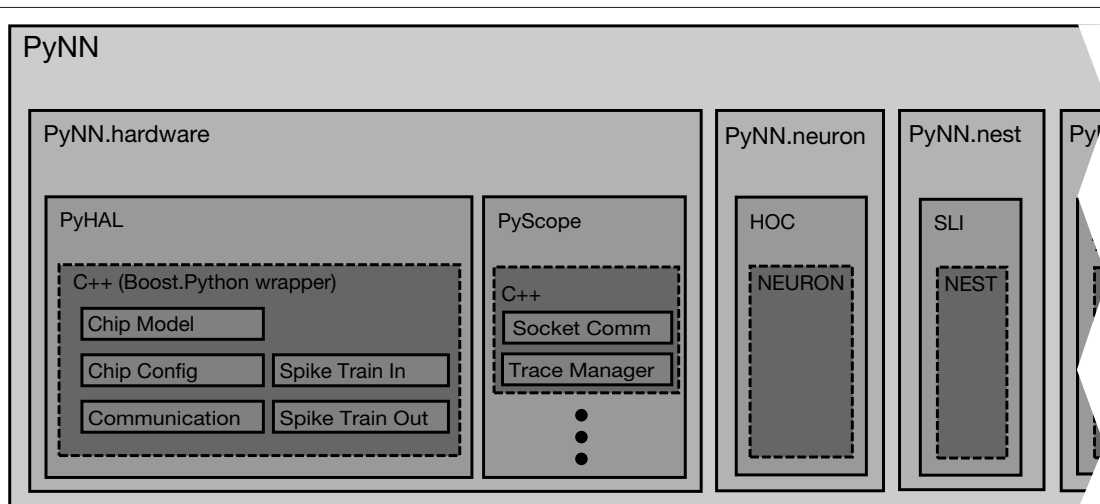 PyNN
PyNN.hardware
PyNN.neuron
PyNN.nest
PyHAL
PyScope
HOC
SLI
C++ (Boost.Python wrapper)
C++
NEURON
NEST
Chip Model
Socket Comm
Chip Config
Spike Train In
Trace Manager
Communication
Spike Train Out